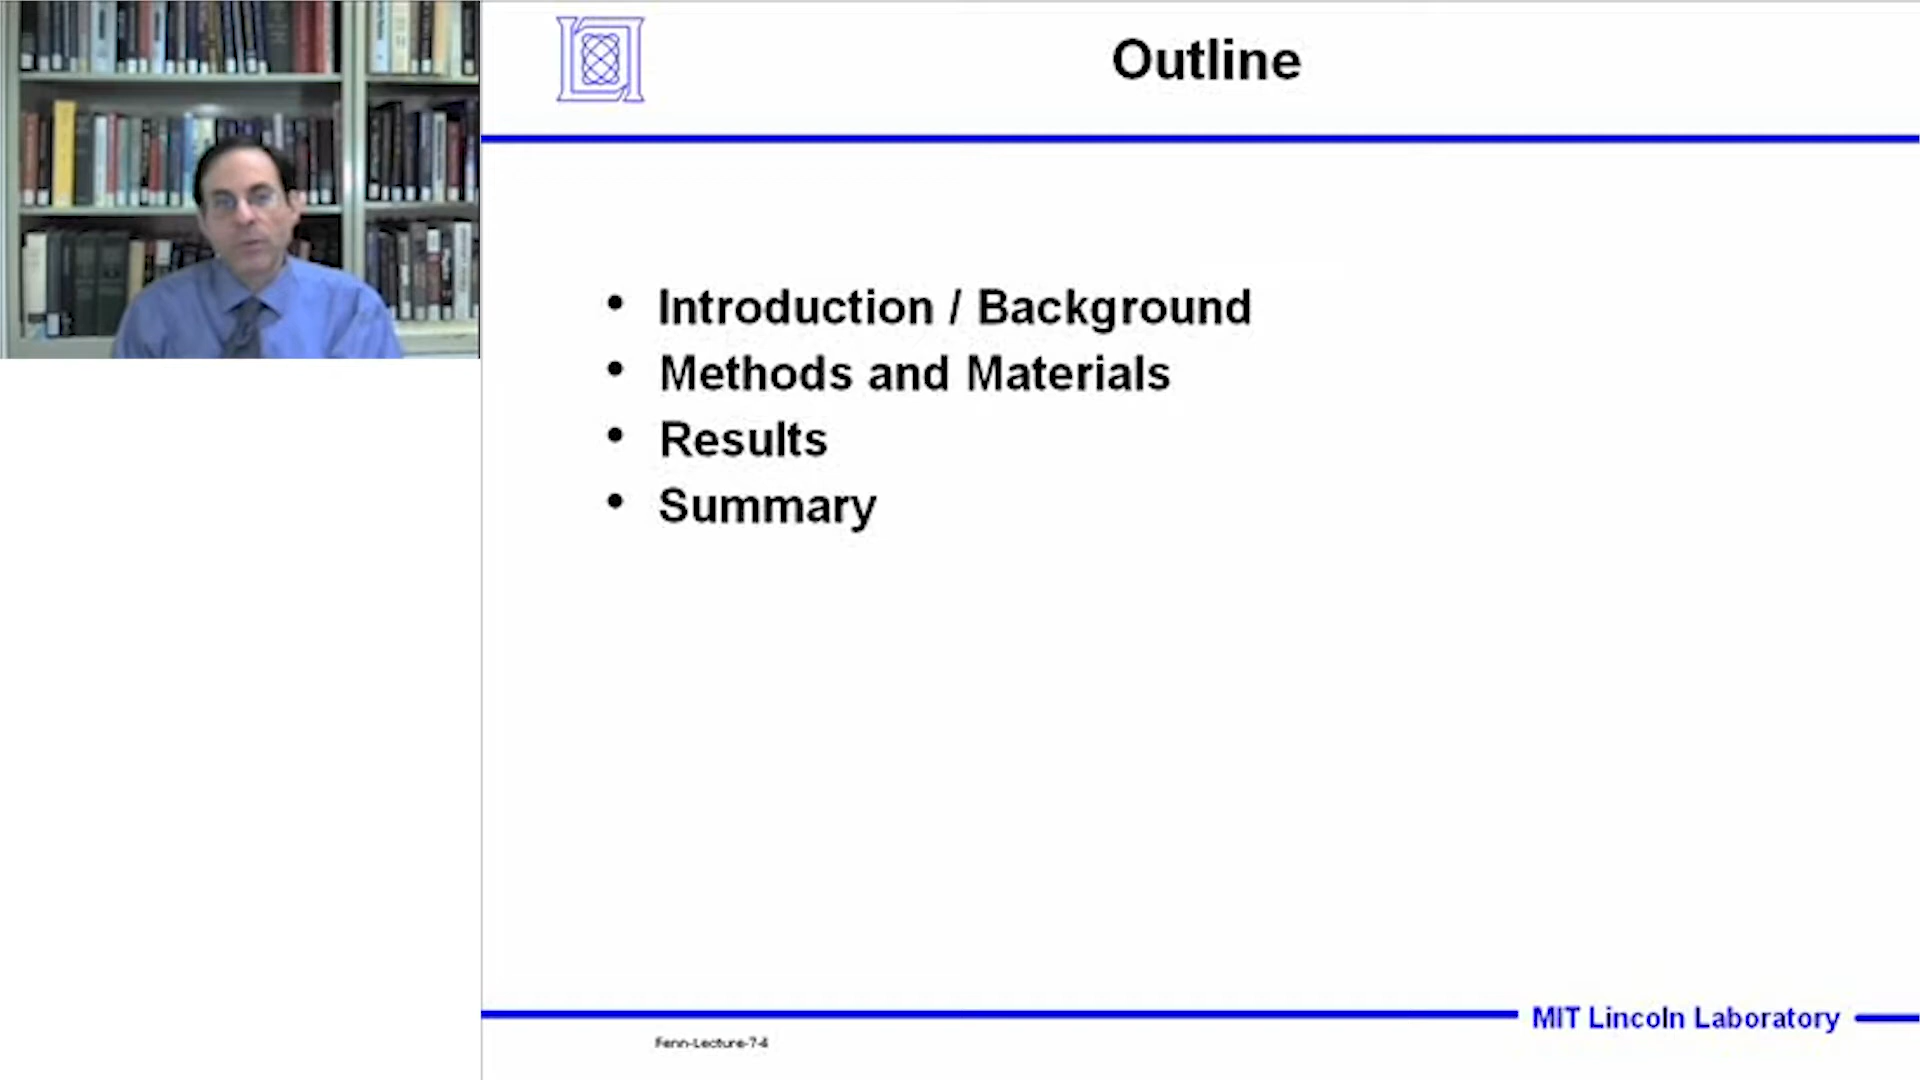 Outline
• Introduction / Background
• Methods and Materials
• Results
• Summary
MIT Lincoln Laboratory
Fenn-Lecture-7-4